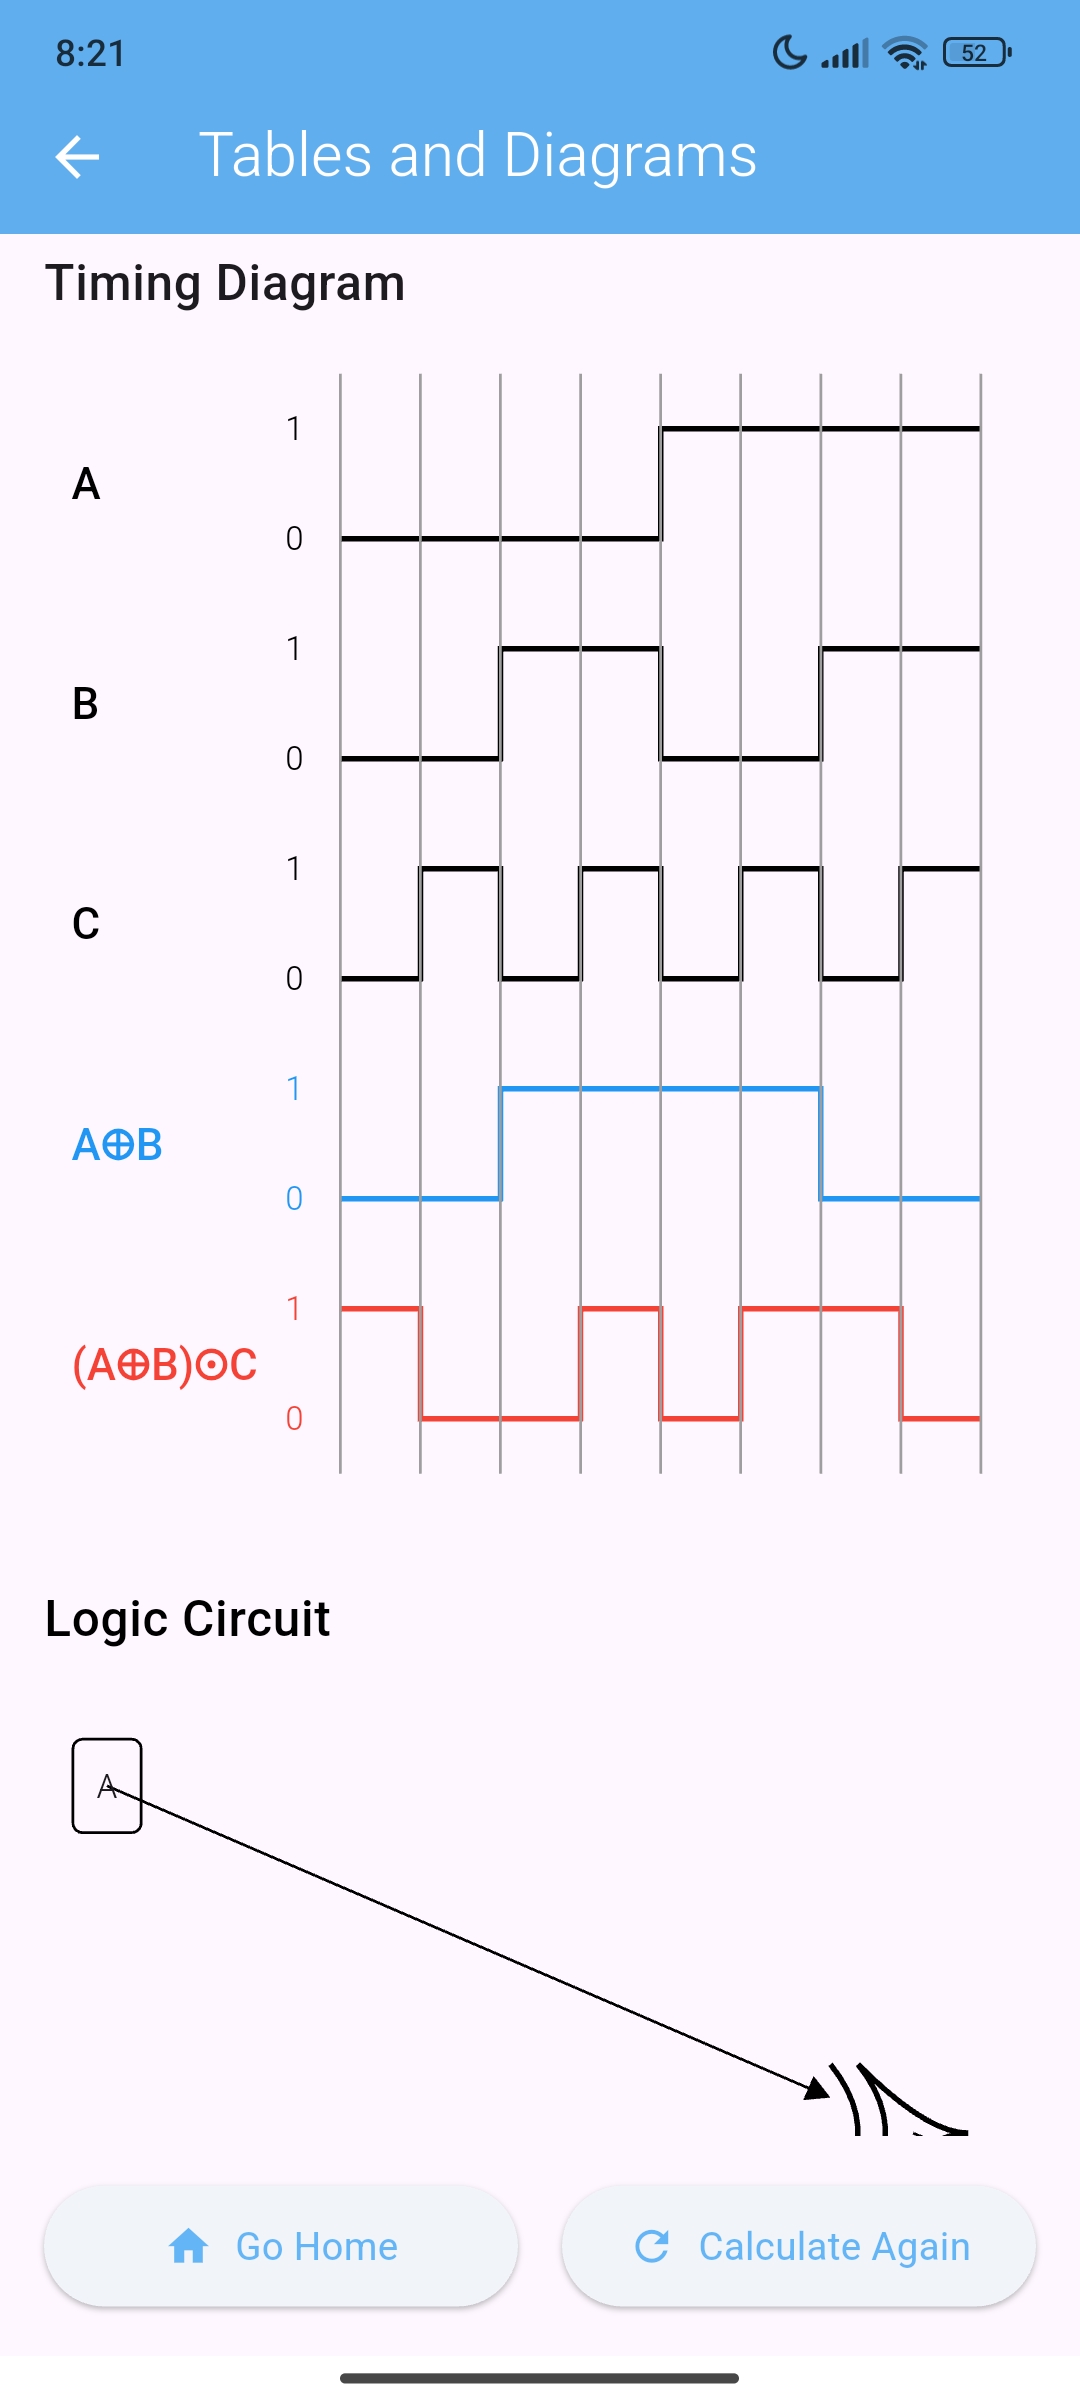 8:21 52
Tables and Diagrams
Timing Diagram
1
A
0
1
B
0
1
C
0
1
A⊕B
0
1
(A⊕B)⊙C
0
Logic Circuit
A
Go Home
Calculate Again